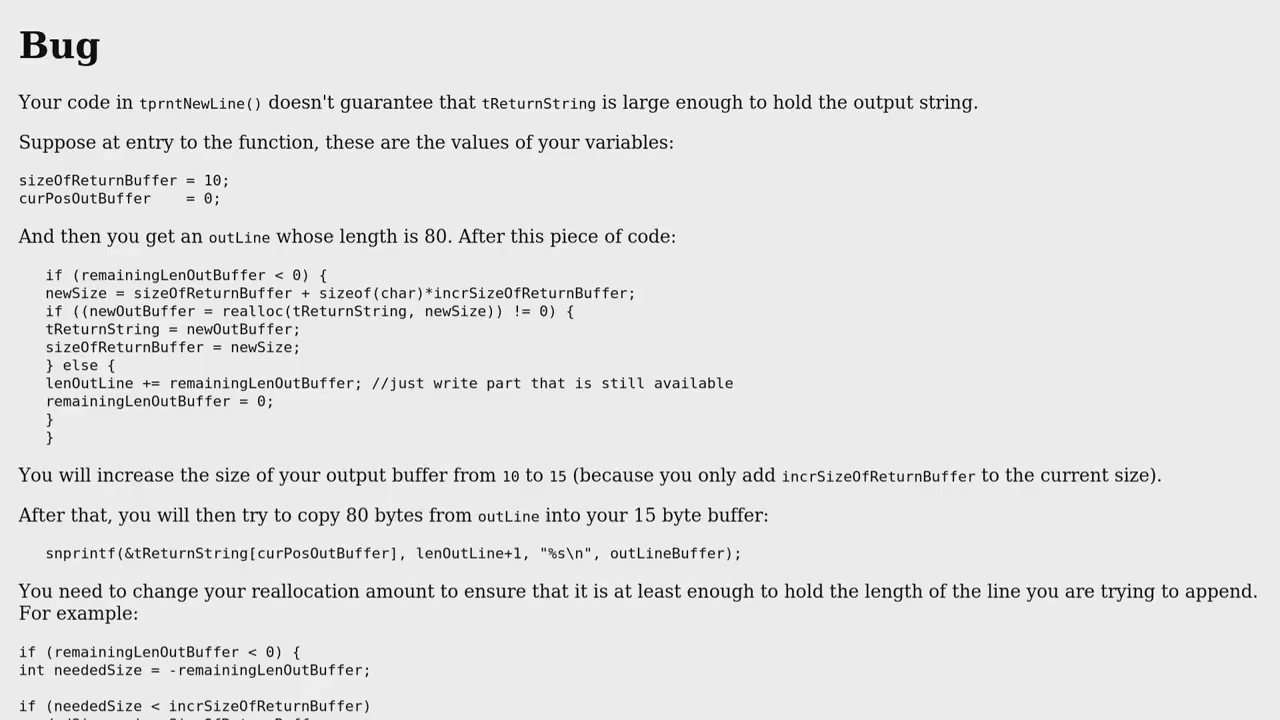 Bug
Your code in tprntNewLine() doesn't guarantee that tReturnString is large enough to hold the output string.
Suppose at entry to the function, these are the values of your variables:
sizeOfReturnBuffer = 10;
curPosOutBuffer    = 0;
And then you get an outLine whose length is 80. After this piece of code:
if (remainingLenOutBuffer < 0) {
newSize = sizeOfReturnBuffer + sizeof(char)*incrSizeOfReturnBuffer;
if ((newOutBuffer = realloc(tReturnString, newSize)) != 0) {
tReturnString = newOutBuffer;
sizeOfReturnBuffer = newSize;
} else {
lenOutLine += remainingLenOutBuffer; //just write part that is still available
remainingLenOutBuffer = 0;
}
}
You will increase the size of your output buffer from 10 to 15 (because you only add incrSizeOfReturnBuffer to the current size).
After that, you will then try to copy 80 bytes from outLine into your 15 byte buffer:
snprintf(&tReturnString[curPosOutBuffer], lenOutLine+1, "%s\n", outLineBuffer);
You need to change your reallocation amount to ensure that it is at least enough to hold the length of the line you are trying to append.
For example:
if (remainingLenOutBuffer < 0) {
int neededSize = -remainingLenOutBuffer;
if (neededSize < incrSizeOfReturnBuffer)